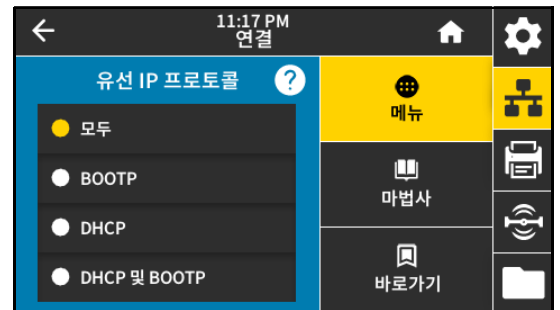 11:17 PM
연결
유선 IP 프로토콜 ?
모두
BOOTP
DHCP
DHCP 및 BOOTP
메뉴
마법사
바로가기